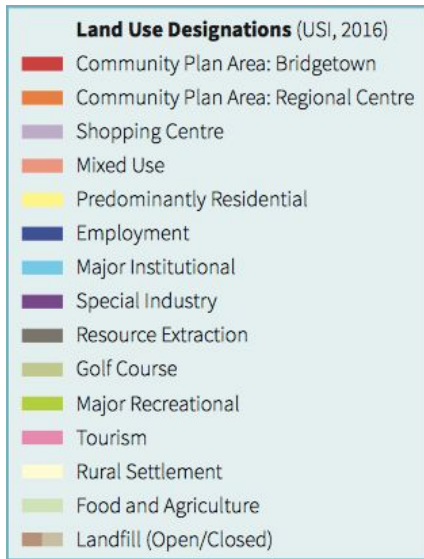 Land Use Designations (USI, 2016)
Community Plan Area: Bridgetown
Community Plan Area: Regional Centre
Shopping Centre
Mixed Use
Predominantly Residential
Employment
Major Institutional
Special Industry
Resource Extraction
Golf Course
Major Recreational
Tourism
Rural Settlement
Food and Agriculture
Landfill (Open/Closed)